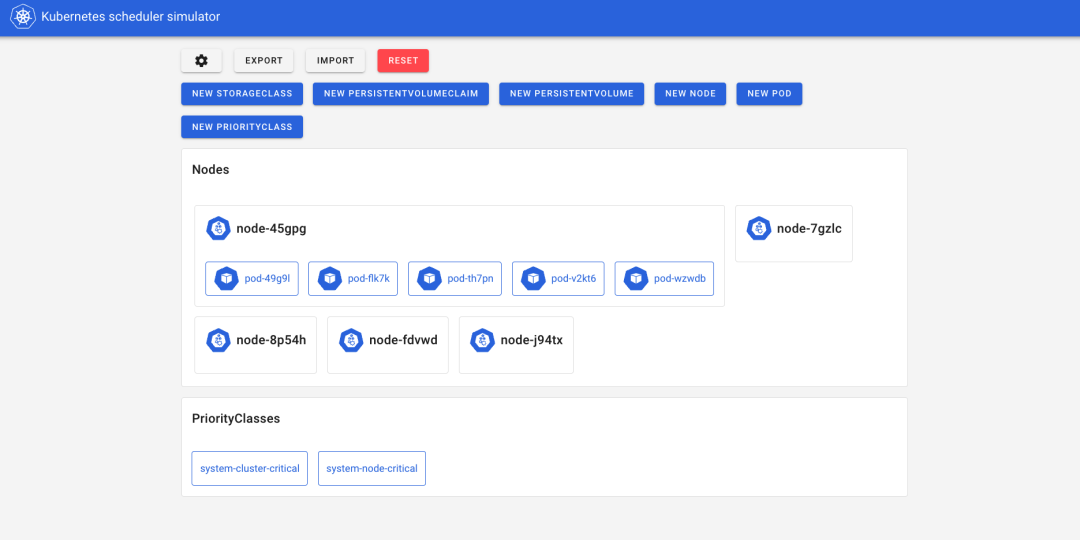 Kubernetes scheduler simulator
EXPORT IMPORT RESET
NEW STORAGECLASS NEW PERSISTENTVOLUMECLAIM NEW PERSISTENTVOLUME NEW NODE NEW POD
NEW PRIORITYCLASS
Nodes
node-45gpg node-7gzlc
pod-49g9l pod-flk7k pod-th7pn pod-v2kt6 pod-wzwdb
node-8p54h node-fdvwd node-j94tx
PriorityClasses
system-cluster-critical system-node-critical